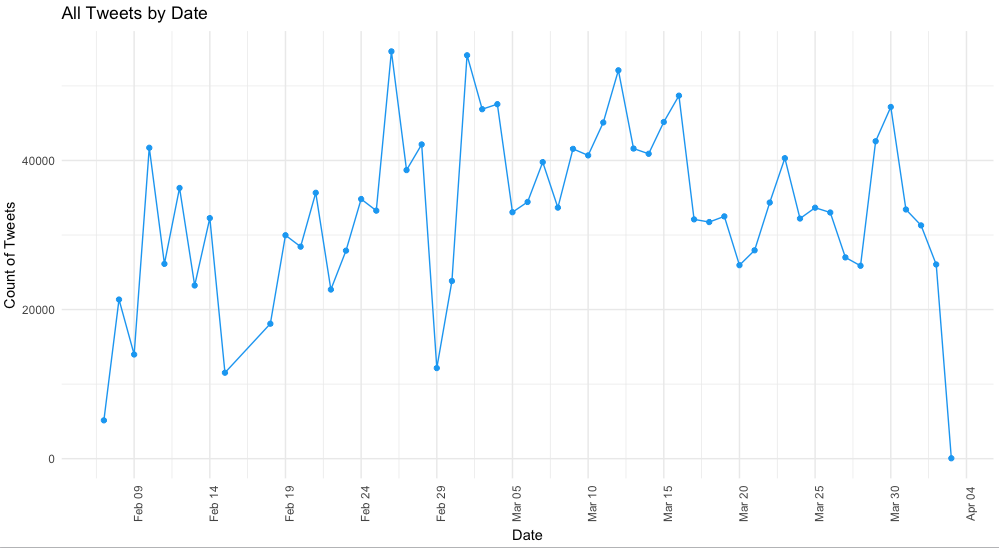 All Tweets by Date
Count of Tweets
40000
20000
0
Feb 09
Feb 14
Feb 19
Feb 24
Feb 29
Mar 05
Mar 10
Mar 15
Mar 20
Mar 25
Mar 30
Apr 04
Date